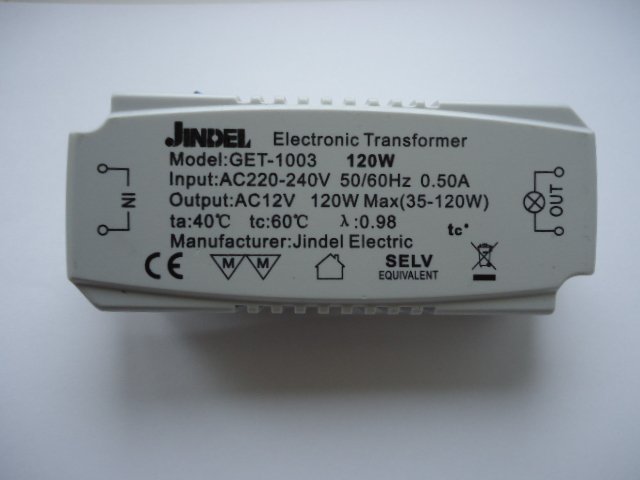 JINDEL Electronic Transformer
Model:GET-1003 120W
Input:AC220-240V 50/60Hz 0.50A
Output:AC12V 120W Max(35-120W)
ta:40℃ tc:60℃ λ:0.98
tc
Manufacturer:Jindel Electric
CE M M SELV
EQUIVALENT
IN
OUT